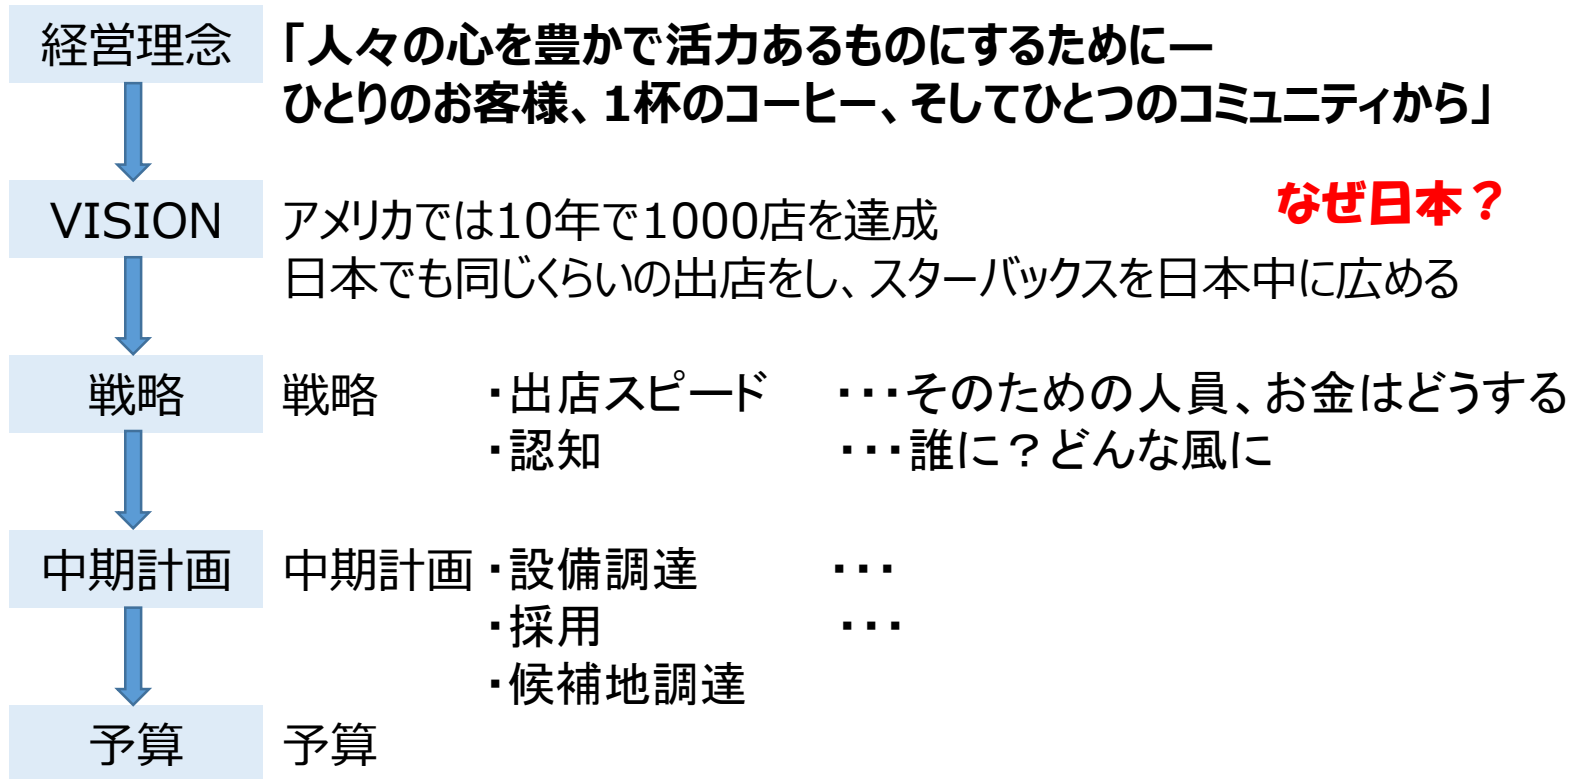 経営理念 「人々の心を豊かで活力あるものにするためにー
ひとりのお客様、1杯のコーヒー、そしてひとつのコミュニティから」
なぜ日本？
VISION アメリカでは10年で1000店を達成
日本でも同じくらいの出店をし、スターバックスを日本中に広める
戦略 戦略 ・出店スピード ・・・そのための人員、お金はどうする
・認知 ・・・誰に？どんな風に
中期計画 中期計画 ・設備調達 ・・・
・採用 ・・・
・候補地調達
予算 予算